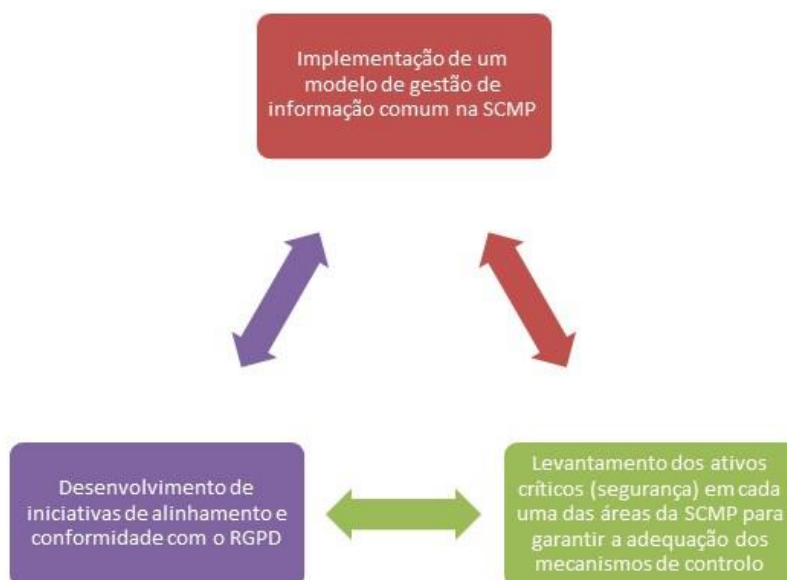 Implementação de um
modelo de gestão de
informação comum na SCMP
Desenvolvimento de
iniciativas de alinhamento e
conformidade com o RGPD
Levantamento dos ativos
críticos (segurança) em cada
uma das áreas da SCMP para
garantir a adequação dos
mecanismos de controlo